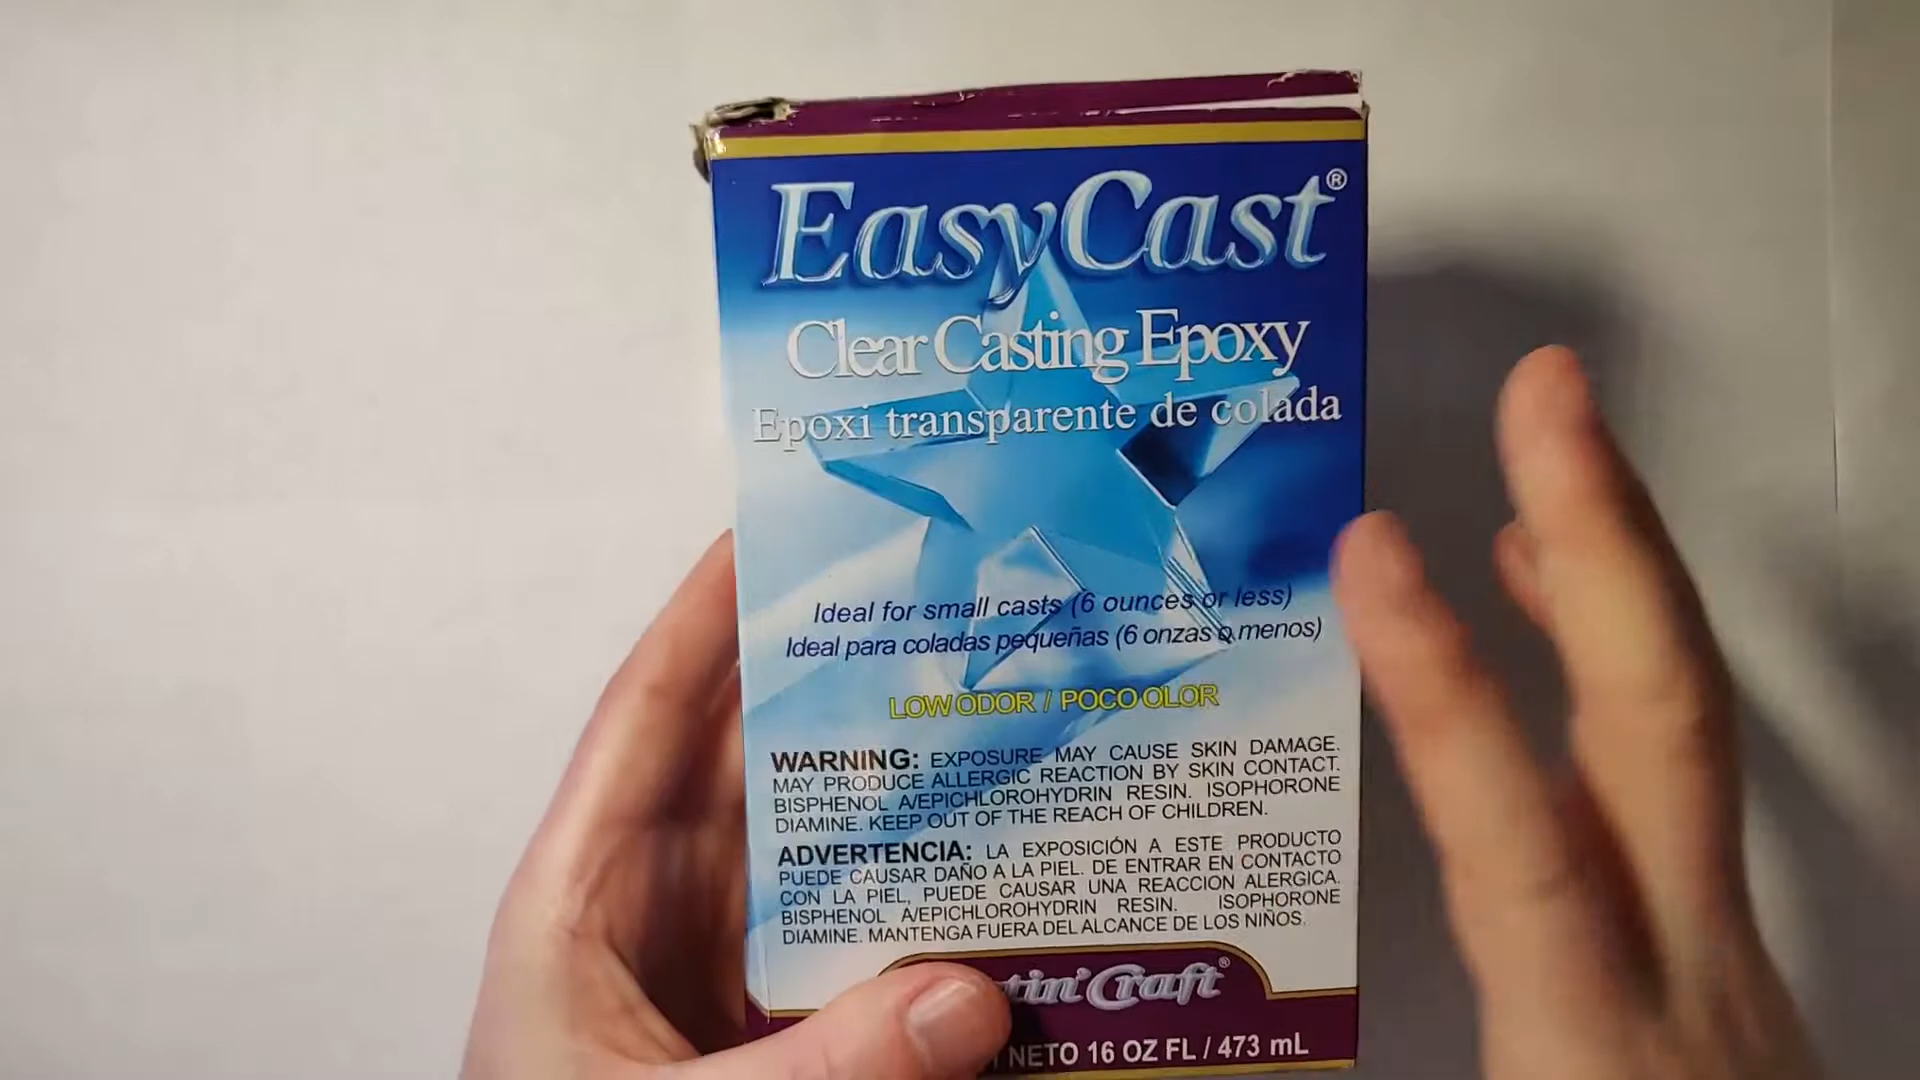 EasyCast®
Clear Casting Epoxy
Epoxi transparente de colada
Ideal for small casts (6 ounces or less)
Ideal para coladas pequeñas (6 onzas o menos)
LOW ODOR / POCO OLOR
WARNING: EXPOSURE MAY CAUSE SKIN DAMAGE.
MAY PRODUCE ALLERGIC REACTION BY SKIN CONTACT.
BISPHENOL A/EPICHLOROHYDRIN RESIN. ISOPHORONE
DIAMINE. KEEP OUT OF THE REACH OF CHILDREN.
ADVERTENCIA: LA EXPOSICIÓN A ESTE PRODUCTO
PUEDE CAUSAR DAÑO A LA PIEL. DE ENTRAR EN CONTACTO
CON LA PIEL, PUEDE CAUSAR UNA REACCION ALERGICA.
BISPHENOL A/EPICHLOROHYDRIN RESIN. ISOPHORONE
DIAMINE. MANTENGA FUERA DEL ALCANCE DE LOS NIÑOS.
Craft®
NETO 16 OZ FL / 473 mL